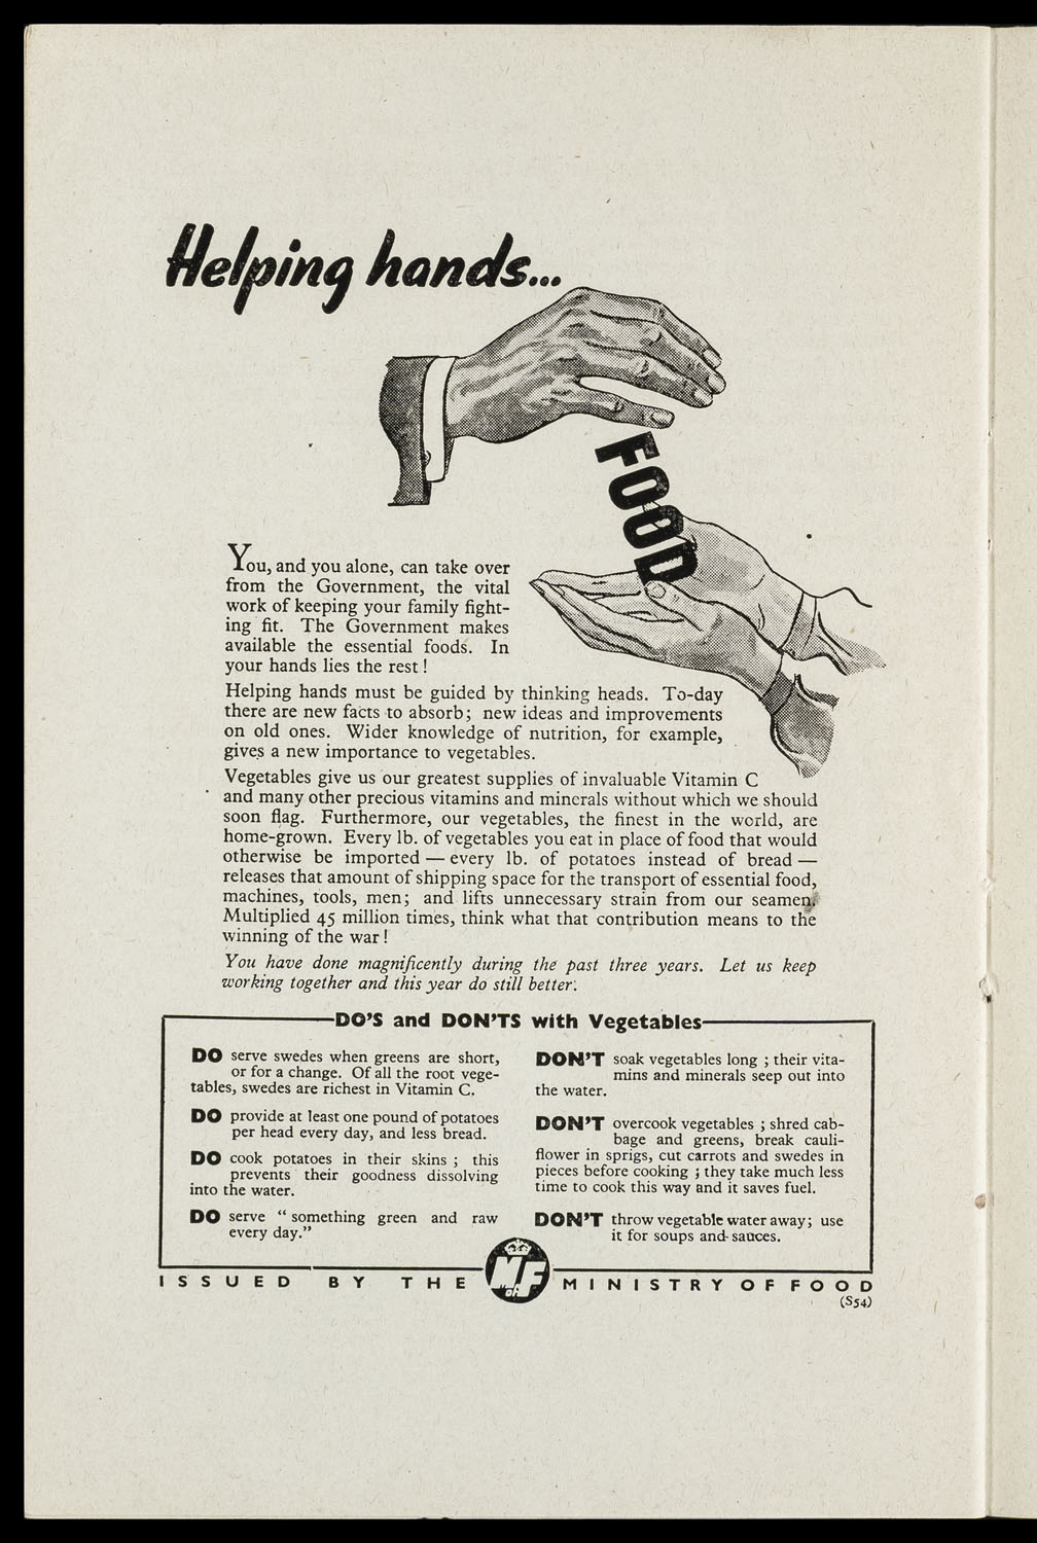 Helping hands...
FOOD
You, and you alone, can take over
from the Government, the vital
work of keeping your family fight-
ing fit. The Government makes
available the essential foods. In
your hands lies the rest !
Helping hands must be guided by thinking heads. To-day
there are new facts to absorb; new ideas and improvements
on old ones. Wider knowledge of nutrition, for example,
gives a new importance to vegetables.
Vegetables give us our greatest supplies of invaluable Vitamin C
and many other precious vitamins and minerals without which we should
soon flag. Furthermore, our vegetables, the finest in the world, are
home-grown. Every lb. of vegetables you eat in place of food that would
otherwise be imported — every lb. of potatoes instead of bread —
releases that amount of shipping space for the transport of essential food,
machines, tools, men; and lifts unnecessary strain from our seamen.
Multiplied 45 million times, think what that contribution means to the
winning of the war !
You have done magnificently during the past three years. Let us keep
working together and this year do still better.
DO'S and DON'TS with Vegetables
DO serve swedes when greens are short,
or for a change. Of all the root vege-
tables, swedes are richest in Vitamin C.
DO provide at least one pound of potatoes
per head every day, and less bread.
DO cook potatoes in their skins ; this
prevents their goodness dissolving
into the water.
DO serve “ something green and raw
every day.”
DON'T soak vegetables long ; their vita-
mins and minerals seep out into
the water.
DON'T overcook vegetables ; shred cab-
bage and greens, break cauli-
flower in sprigs, cut carrots and swedes in
pieces before cooking ; they take much less
time to cook this way and it saves fuel.
DON'T throw vegetable water away; use
it for soups and sauces.
ISSUED BY THE M of F MINISTRY OF FOOD
(S54)